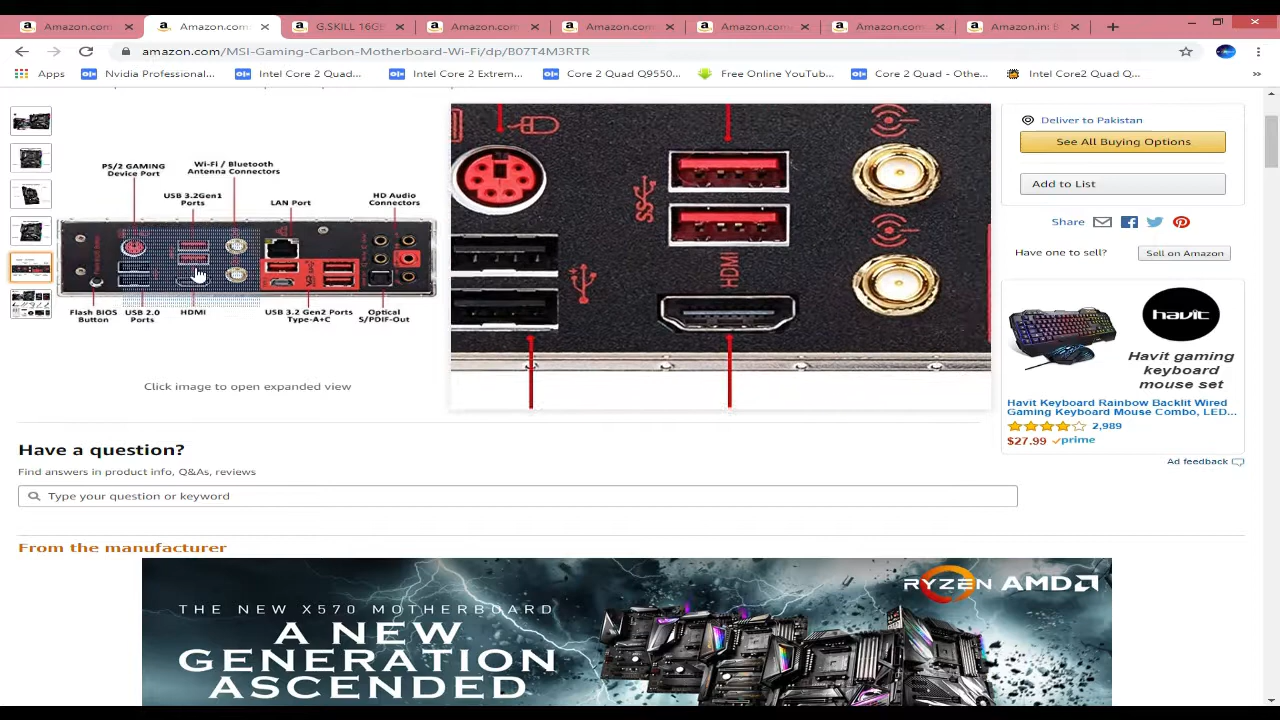 Amazon.com
Amazon.com
G.SKILL 16GB
Amazon.com
Amazon.com
Amazon.com
Amazon.com
Amazon.int B
amazon.com/MSI-Gaming-Carbon-Motherboard-Wi-Fi/dp/B07T4M3RTR
Apps
Nvidia Professional...
Intel Core 2 Quad...
Intel Core 2 Extrem...
Core 2 Quad Q9550...
Free Online YouTub...
Core 2 Quad - Othe...
Intel Core2 Quad Q...
»
PS/2 GAMING
Device Port
Wi-Fi / Bluetooth
Antenna Connectors
USB 3.2Gen1
Ports
LAN Port
HD Audio
Connectors
Flash BIOS
Button
USB 2.0
Ports
HDMI
USB 3.2 Gen2 Ports
Type-A+C
Optical
S/PDIF-Out
Click image to open expanded view
HDMI
Deliver to Pakistan
See All Buying Options
Add to List
Share
Have one to sell?
Sell on Amazon
havit
Havit gaming
keyboard
mouse set
Havit Keyboard Rainbow Backlit Wired
Gaming Keyboard Mouse Combo, LED...
2,989
$27.99 prime
Ad feedback
Have a question?
Find answers in product info, Q&As, reviews
Type your question or keyword
From the manufacturer
RYZEN AMD
THE NEW X570 MOTHERBOARD
A NEW
GENERATION
ASCENDED